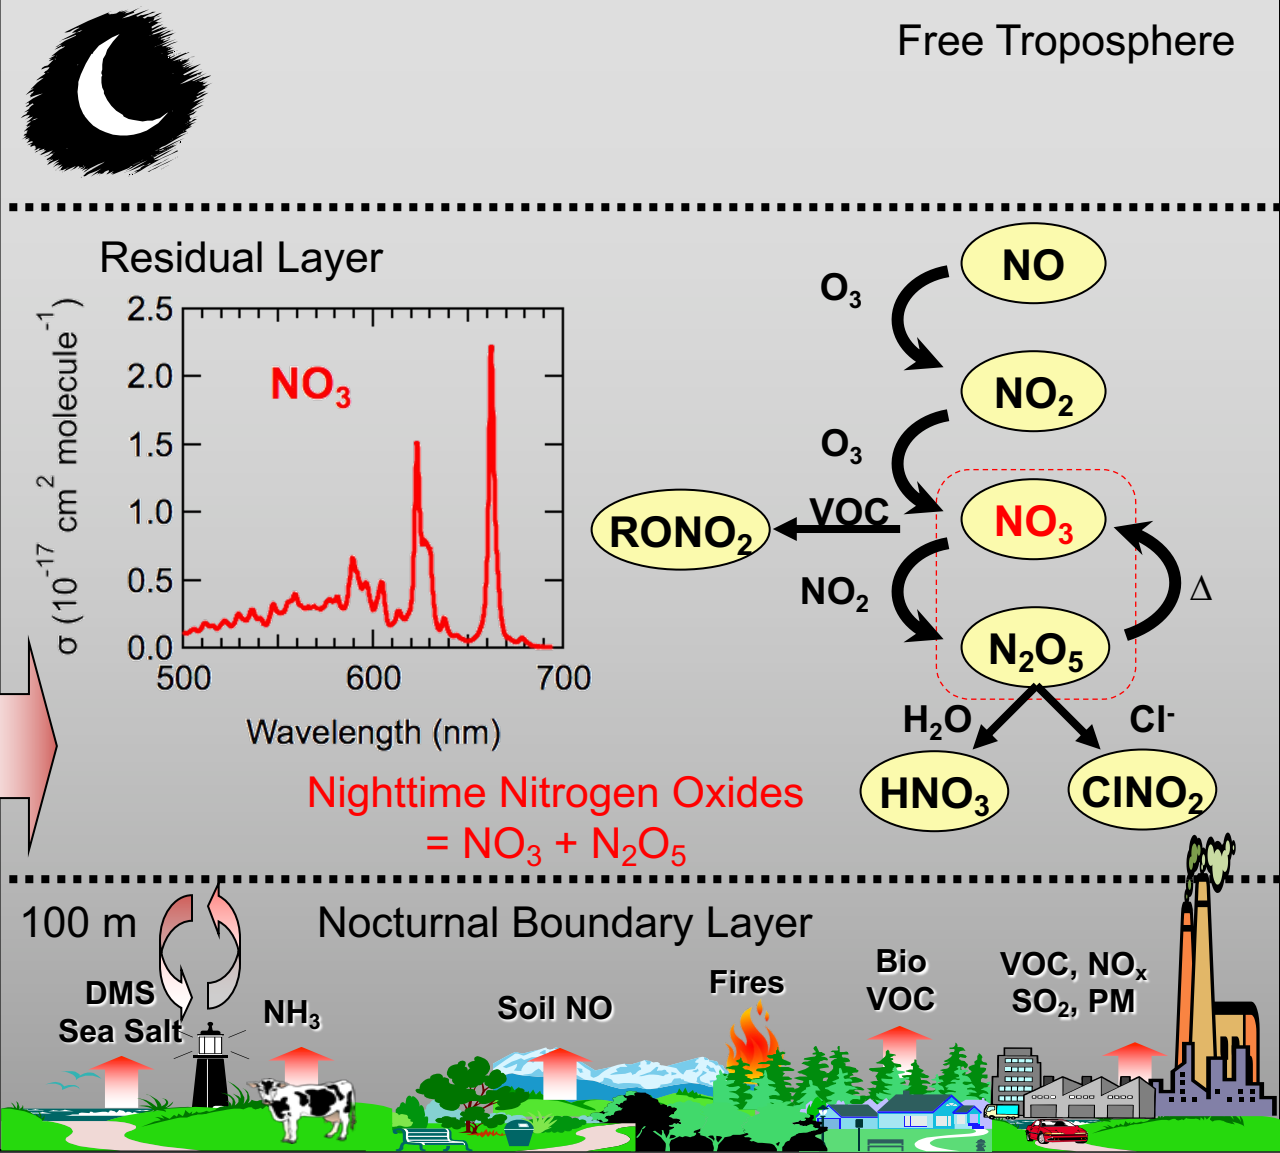 Free Troposphere
Residual Layer
2.5
2.0
1.5
1.0
0.5
0.0
500
600
700
σ (10⁻¹⁷ cm² molecule⁻¹)
Wavelength (nm)
NO₃
NO
O₃
NO₂
O₃
NO₃
VOC
RONO₂
NO₂
Δ
N₂O₅
H₂O
Cl⁻
HNO₃
ClNO₂
Nighttime Nitrogen Oxides
= NO₃ + N₂O₅
100 m
Nocturnal Boundary Layer
DMS
Sea Salt
NH₃
Soil NO
Fires
Bio
VOC
VOC, NOₓ
SO₂, PM